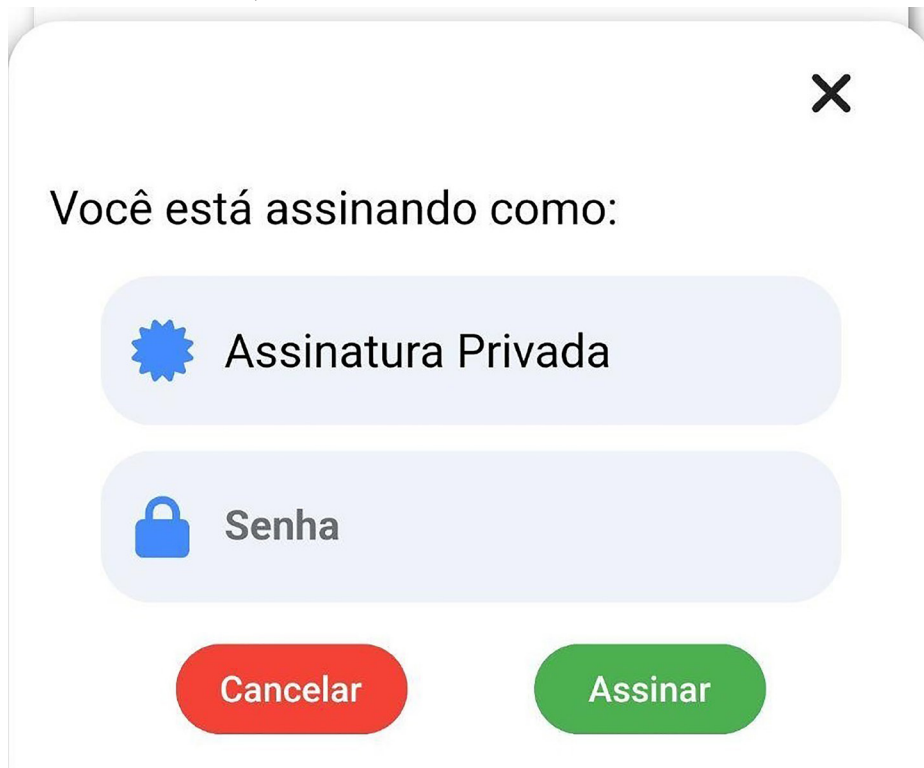 Você está assinando como:
Assinatura Privada
Senha
Cancelar
Assinar